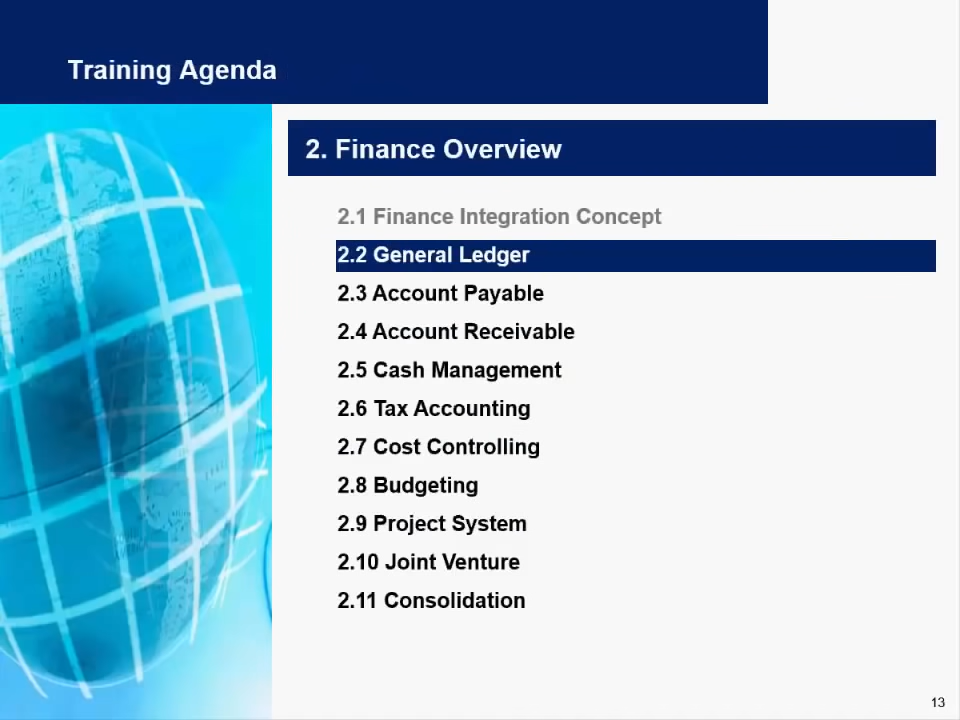 Training Agenda
2. Finance Overview
2.1 Finance Integration Concept
2.2 General Ledger
2.3 Account Payable
2.4 Account Receivable
2.5 Cash Management
2.6 Tax Accounting
2.7 Cost Controlling
2.8 Budgeting
2.9 Project System
2.10 Joint Venture
2.11 Consolidation
13